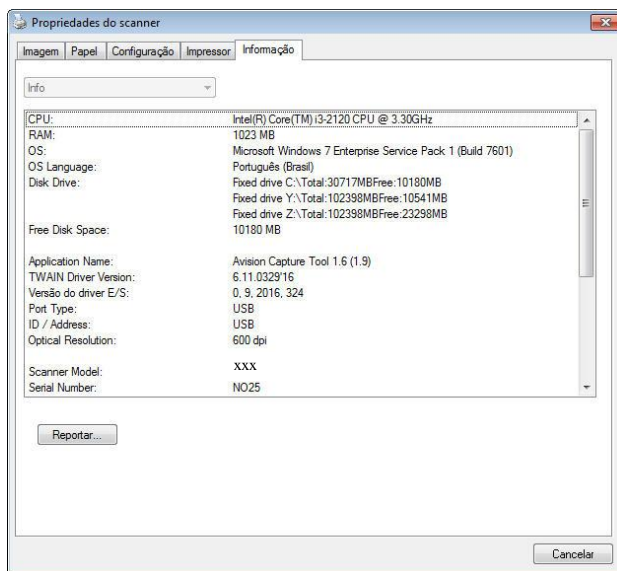 Propriedades do scanner
Imagem Papel Configuração Impressor Informação
Info
CPU: Intel(R) Core(TM) i3-2120 CPU @ 3.30GHz
RAM: 1023 MB
OS: Microsoft Windows 7 Enterprise Service Pack 1 (Build 7601)
OS Language: Português (Brasil)
Disk Drive: Fixed drive C:\Total:30717MBFree:10180MB
Fixed drive Y:\Total:102398MBFree:10541MB
Fixed drive Z:\Total:102398MBFree:23298MB
Free Disk Space: 10180 MB
Application Name: Avision Capture Tool 1.6 (1.9)
TWAIN Driver Version: 6.11.0329'16
Versão do driver E/S: 0, 9, 2016, 324
Port Type: USB
ID / Address: USB
Optical Resolution: 600 dpi
Scanner Model: xxx
Serial Number: NO25
Reportar...
Cancelar